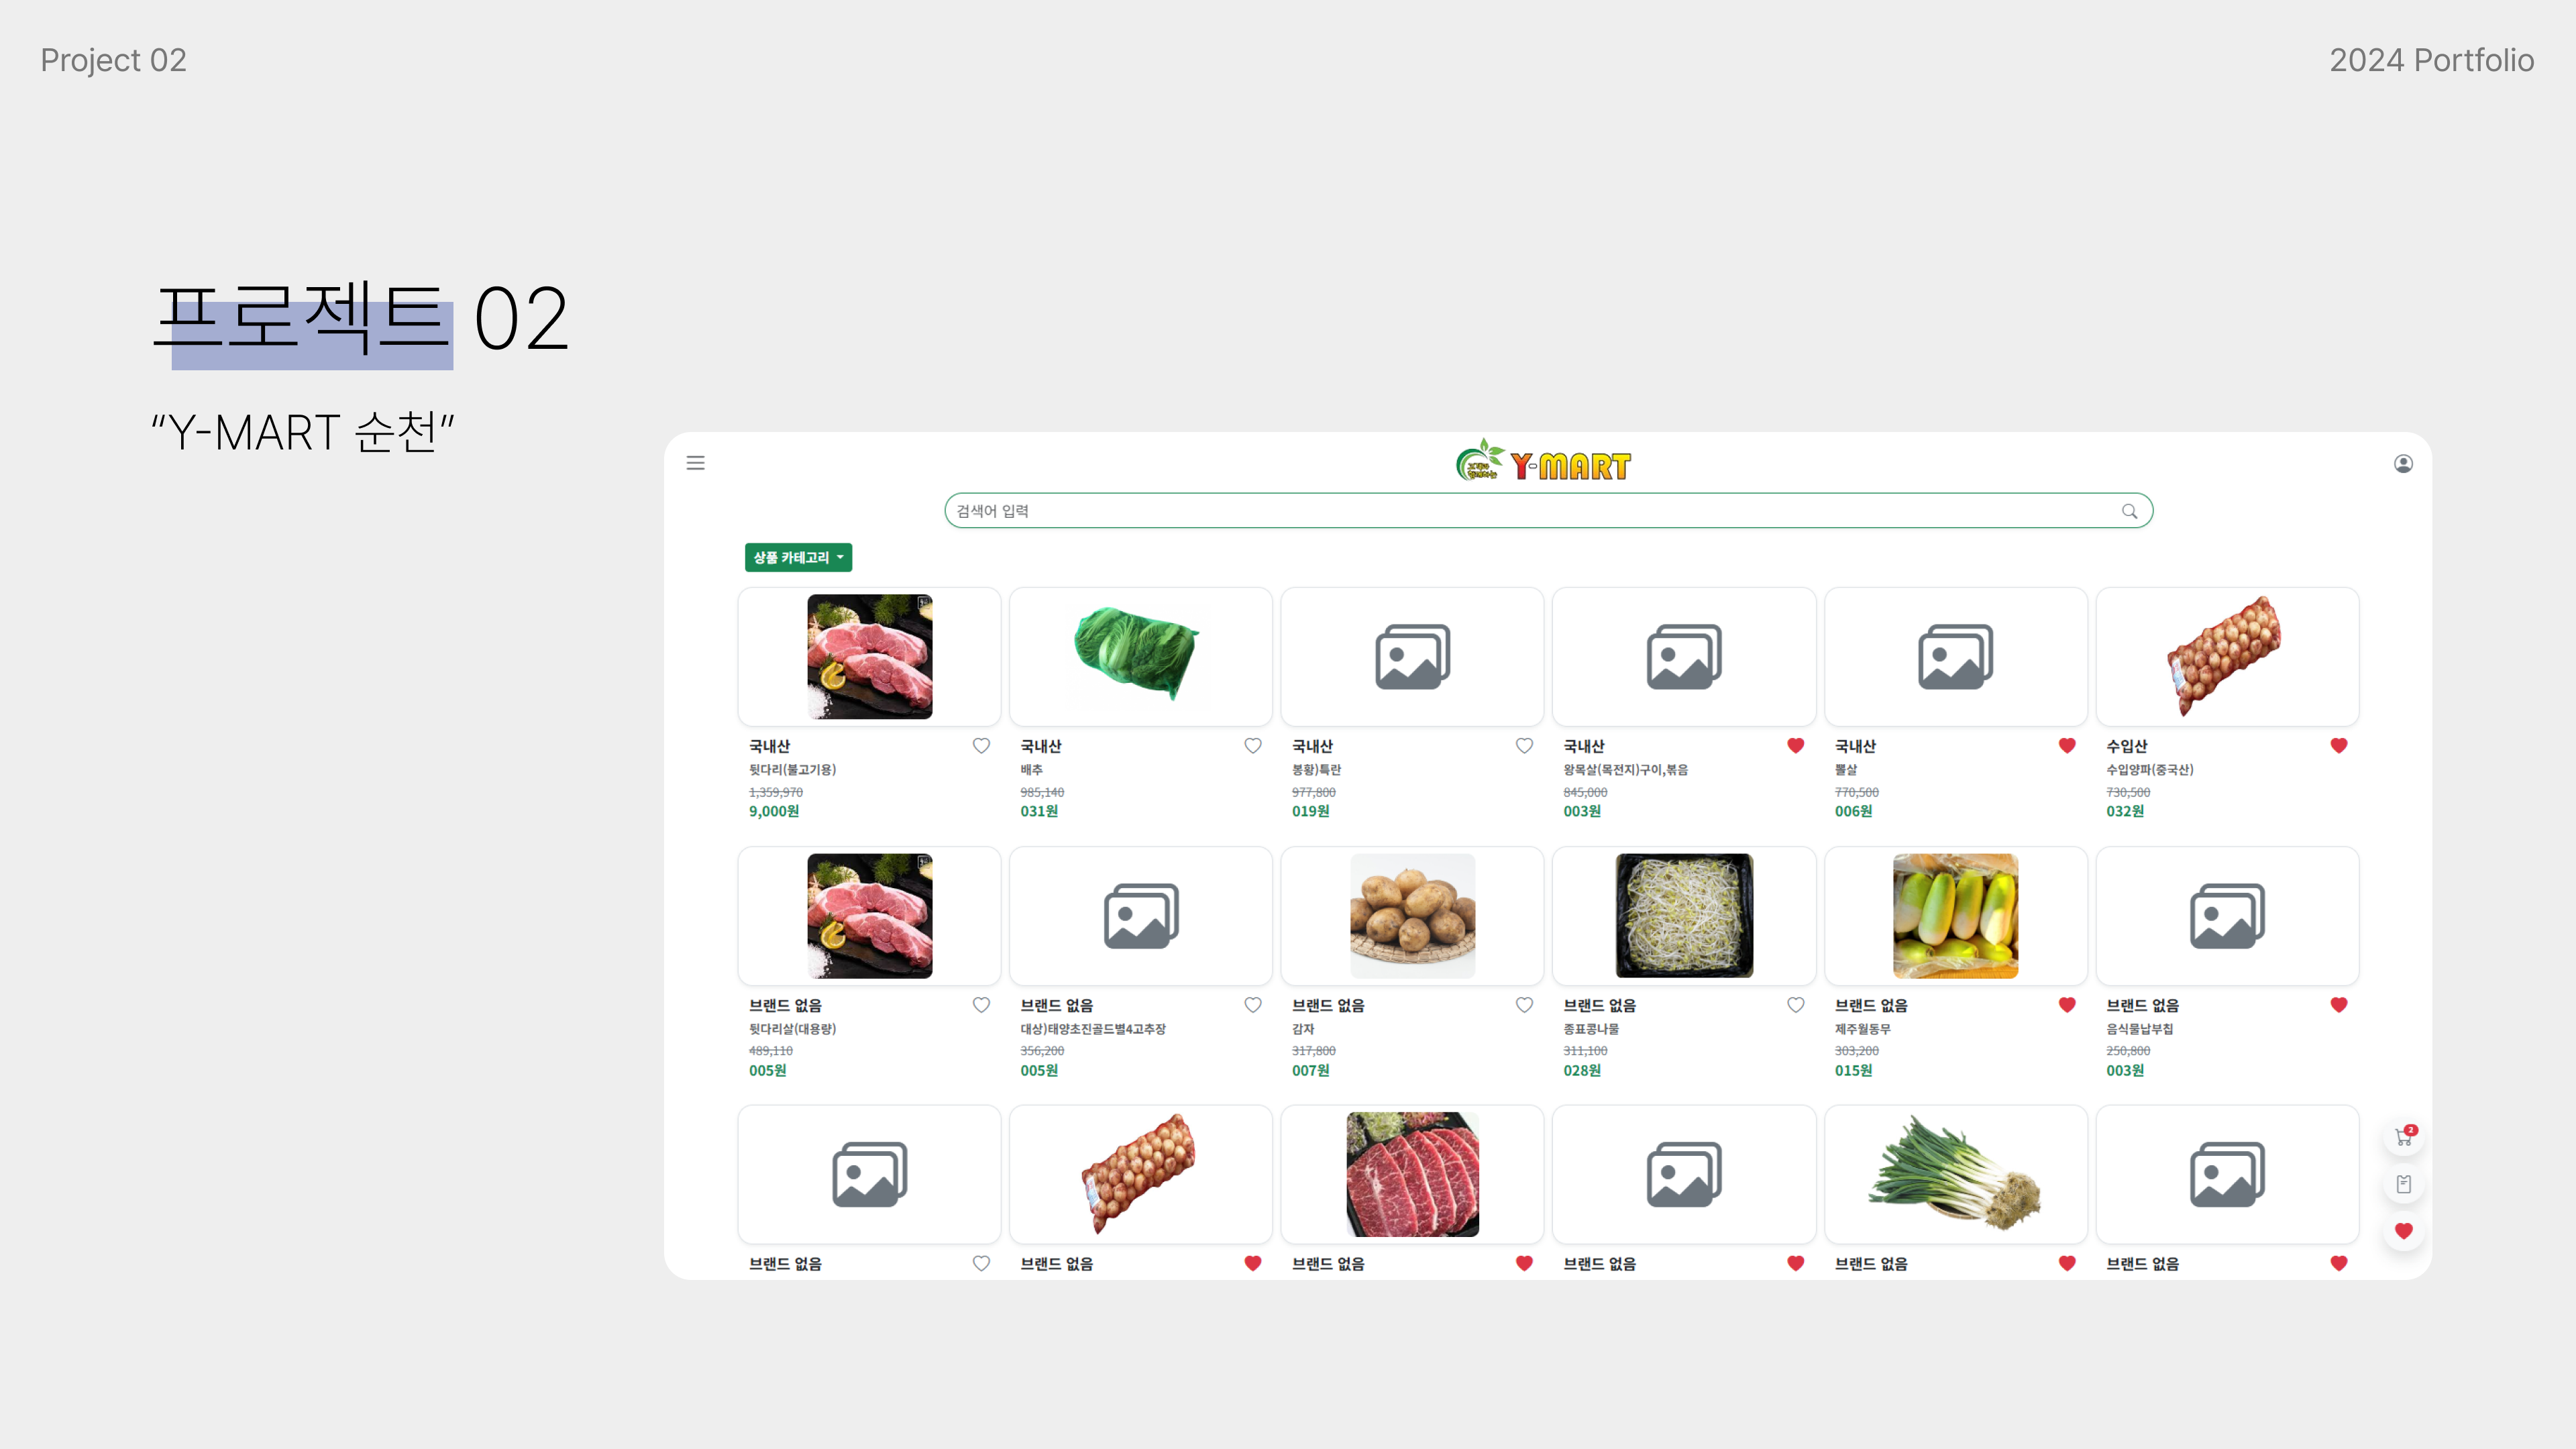 Project 02
2024 Portfolio
프로젝트 02
“Y-MART 순천”
Y-MART
검색어 입력
상품 카테고리
국내산
뒷다리(불고기용)
1,359,970
9,000원
국내산
배추
985,140
031원
국내산
봉황)특란
977,800
019원
국내산
왕목살(목전지)구이,볶음
845,000
003원
국내산
뽈살
770,500
006원
수입산
수입양파(중국산)
730,500
032원
브랜드 없음
뒷다리살(대용량)
489,110
005원
브랜드 없음
대상)태양초진골드별4고추장
356,200
005원
브랜드 없음
감자
317,800
007원
브랜드 없음
종표콩나물
311,100
028원
브랜드 없음
제주월동무
303,200
015원
브랜드 없음
음식물납부칩
250,800
003원
2
브랜드 없음
브랜드 없음
브랜드 없음
브랜드 없음
브랜드 없음
브랜드 없음